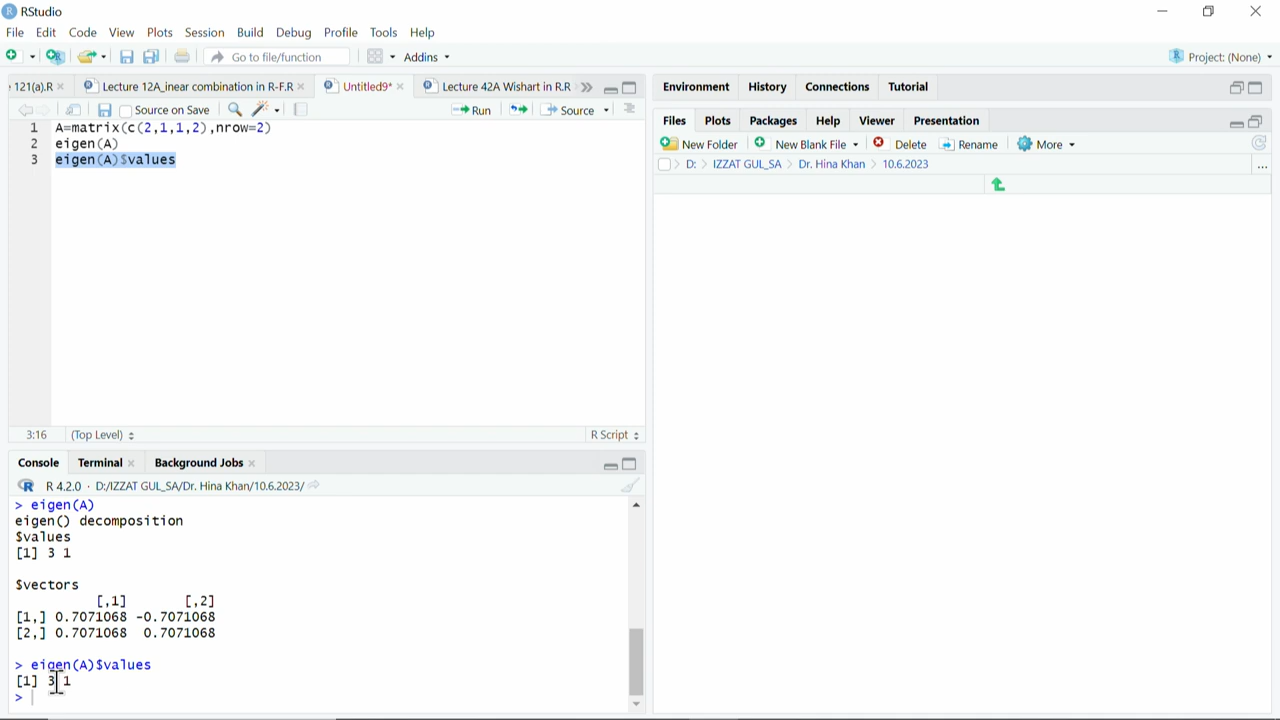 RStudio
File Edit Code View Plots Session Build Debug Profile Tools Help
Go to file/function Addins Project: (None)
121(a).R Lecture 12A_inear combination in R-F.R Untitled9* Lecture 42A Wishart in R.R
Source on Save Run Source
1 A=matrix(c(2,1,1,2),nrow=2)
2 eigen(A)
3 eigen(A)$values
3:16 (Top Level) R Script
Console Terminal Background Jobs
R 4.2.0 · D:/IZZAT GUL_SA/Dr. Hina Khan/10.6.2023/
> eigen(A)
eigen() decomposition
$values
[1] 3 1
$vectors
[,1] [,2]
[1,] 0.7071068 -0.7071068
[2,] 0.7071068 0.7071068
> eigen(A)$values
[1] 3 1
>
Environment History Connections Tutorial
Files Plots Packages Help Viewer Presentation
New Folder New Blank File Delete Rename More
D: IZZAT GUL_SA Dr. Hina Khan 10.6.2023 ...